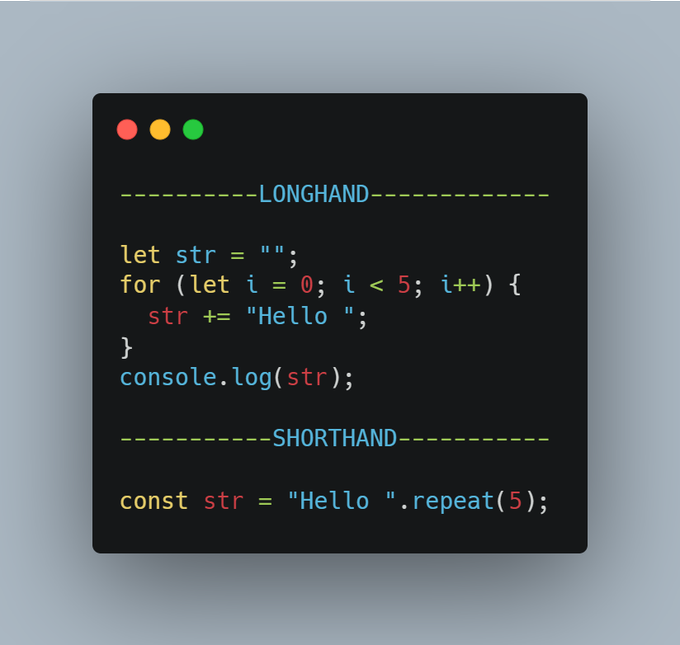 ----------LONGHAND-------------
let str = "";
for (let i = 0; i < 5; i++) {
  str += "Hello ";
}
console.log(str);
-----------SHORTHAND-----------
const str = "Hello ".repeat(5);